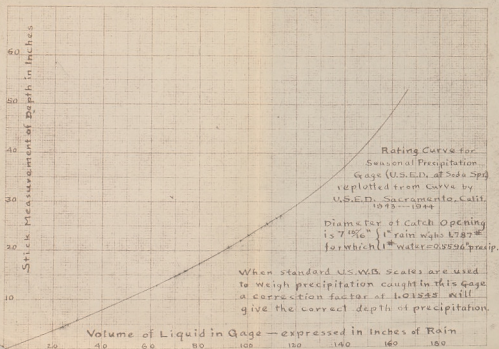 Stick Measurement of Depth in Inches
60
50
40
30
20
10
Rating Curve for
Seasonal Precipitation
Gage (U.S.E.D. at Soda Spr.)
replotted from Curve by
U.S.E.D. Sacramento, Calif.
1943----1944
Diameter of Catch Opening
is 7 15/16" { 1" rain wghs 1.787#
for which { 1# water = 0.5596" precip.
When standard U.S.W.B. Scales are used
to weigh precipitation caught in this Gage
a correction factor of 1.01545 will
give the correct depth of precipitation.
20 40 60 80 100 120 140 160 180
Volume of Liquid in Gage — expressed in Inches of Rain